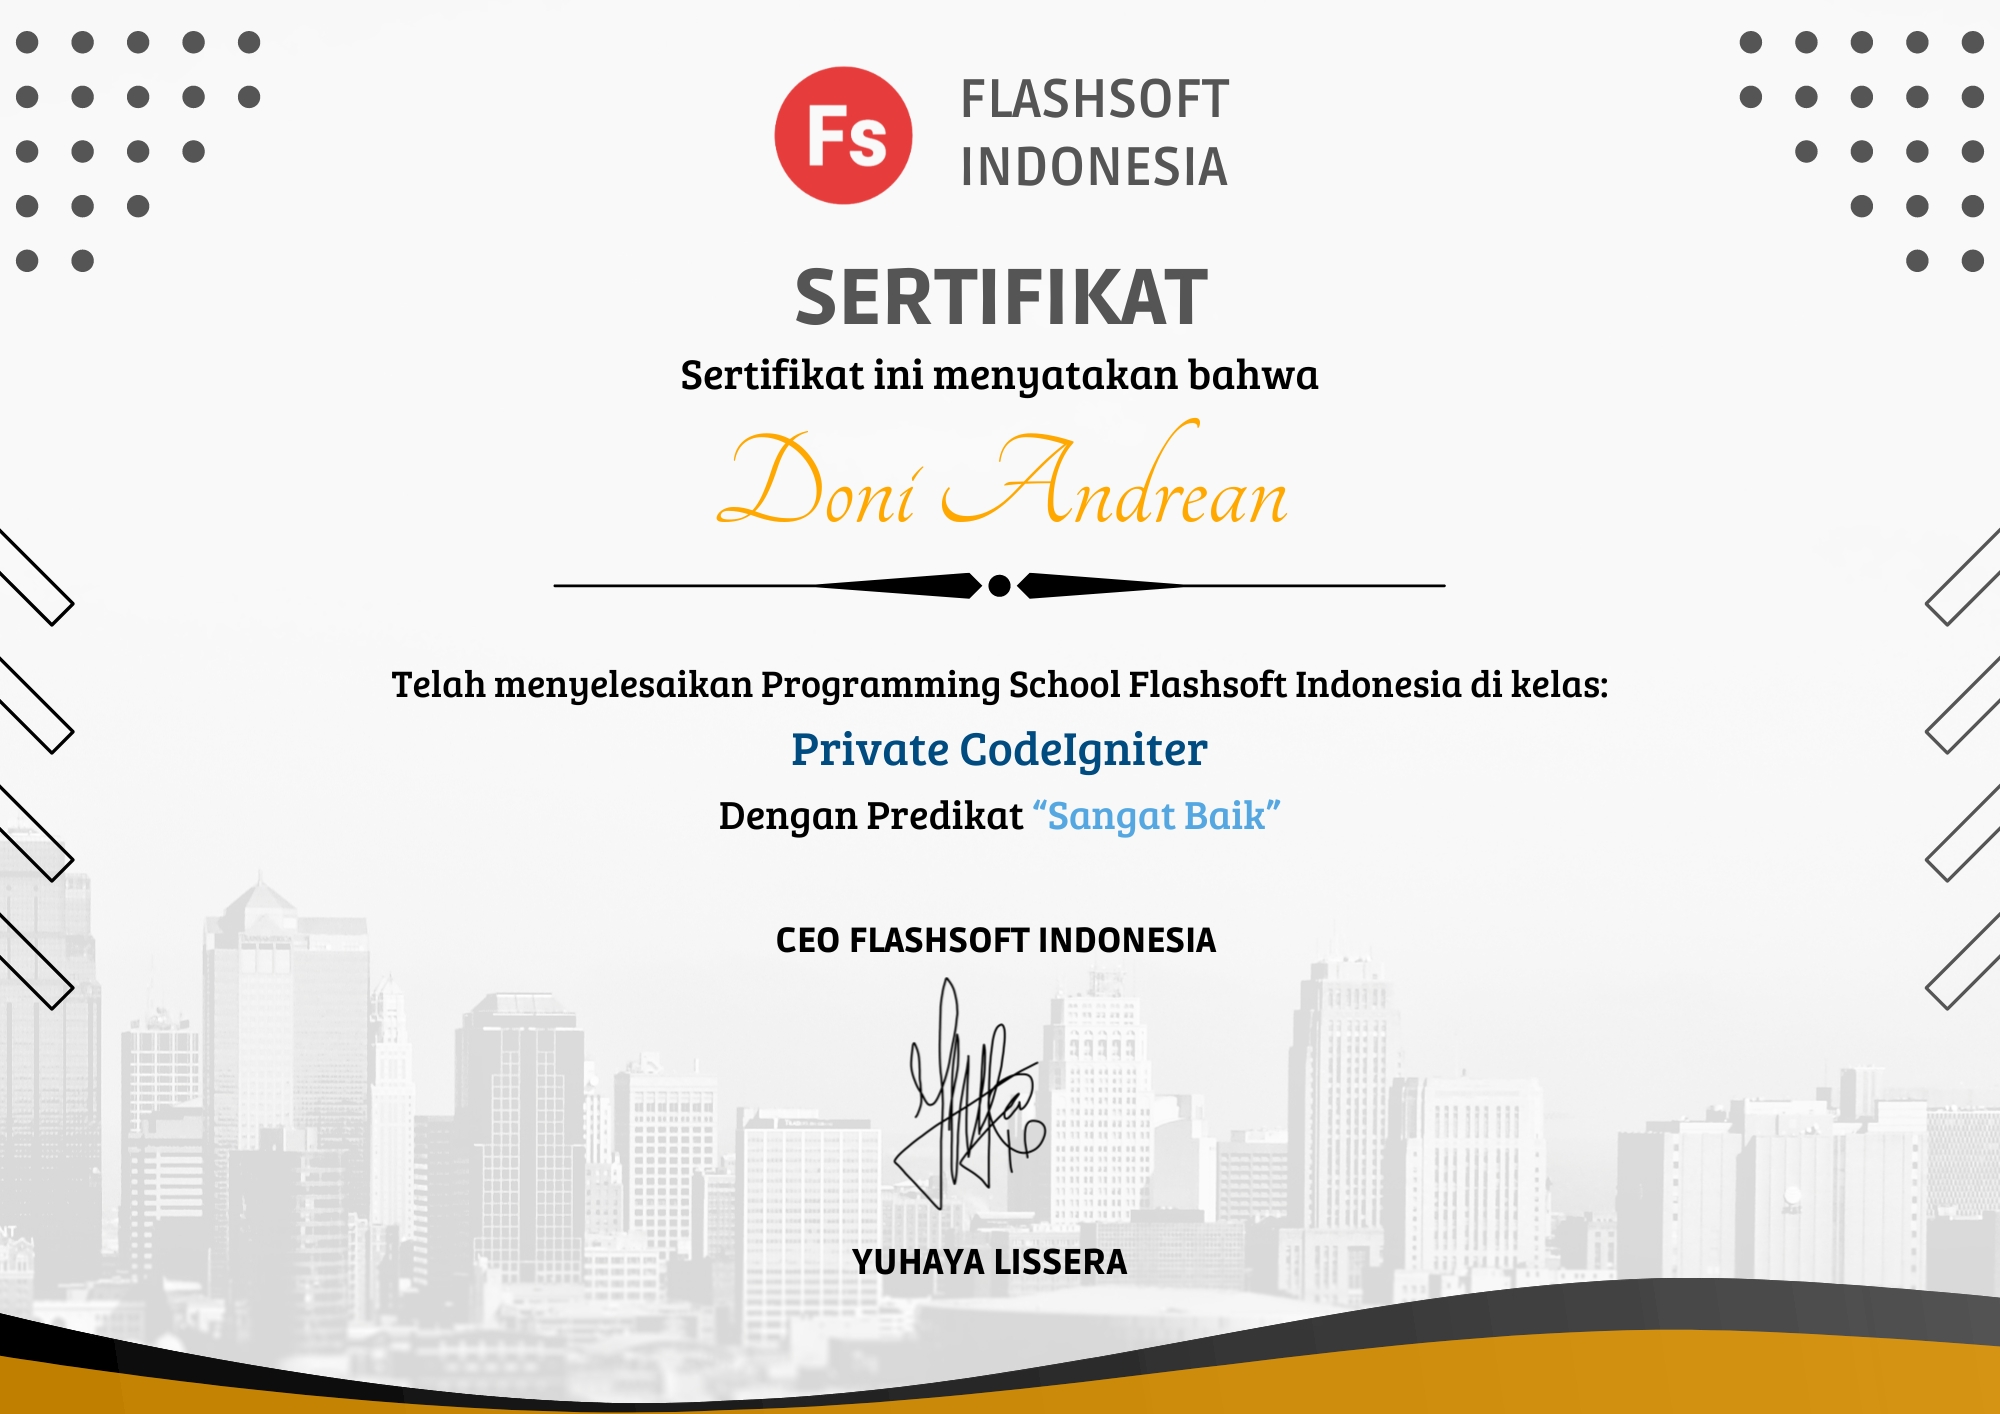 Fs
FLASHSOFT
INDONESIA
SERTIFIKAT
Sertifikat ini menyatakan bahwa
Doni Andrean
Telah menyelesaikan Programming School Flashsoft Indonesia di kelas:
Private CodeIgniter
Dengan Predikat “Sangat Baik”
CEO FLASHSOFT INDONESIA
YUHAYA LISSERA